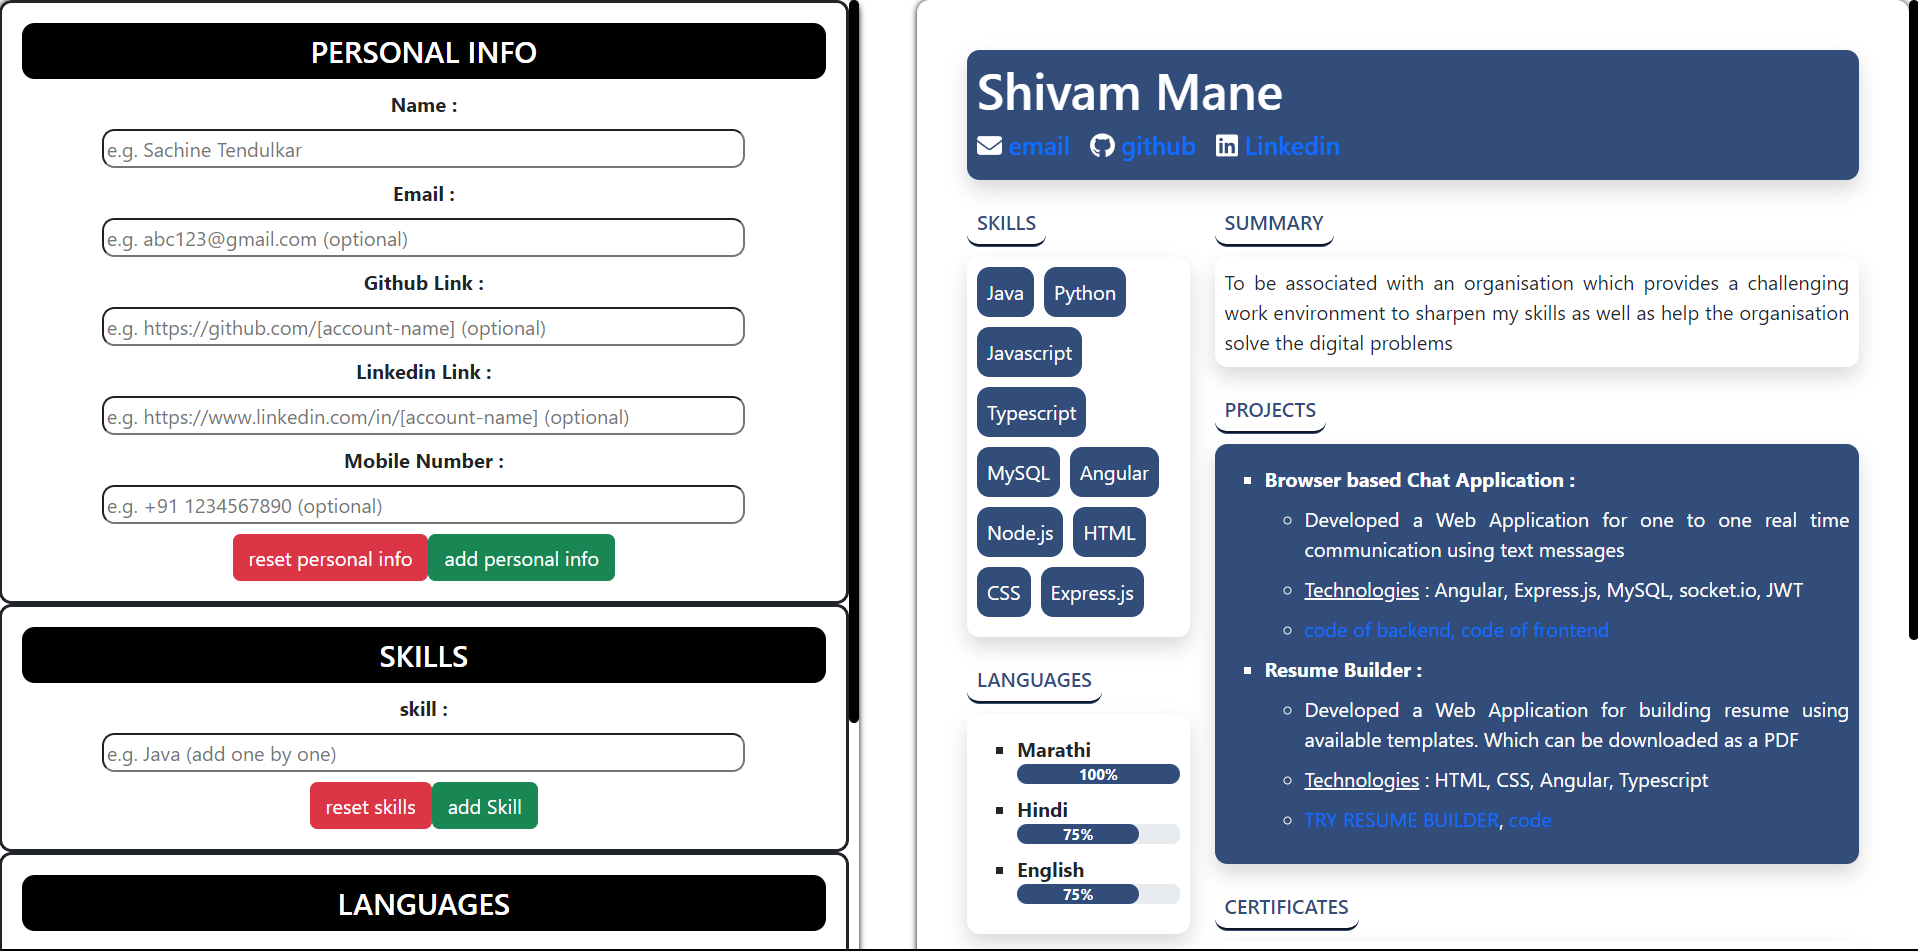 PERSONAL INFO
Name :
e.g. Sachine Tendulkar
Email :
e.g. abc123@gmail.com (optional)
Github Link :
e.g. https://github.com/[account-name] (optional)
Linkedin Link :
e.g. https://www.linkedin.com/in/[account-name] (optional)
Mobile Number :
e.g. +91 1234567890 (optional)
reset personal info add personal info
SKILLS
skill :
e.g. Java (add one by one)
reset skills add Skill
LANGUAGES
Shivam Mane
email github Linkedin
SKILLS
Java Python
Javascript
Typescript
MySQL Angular
Node.js HTML
CSS Express.js
LANGUAGES
Marathi
100%
Hindi
75%
English
75%
SUMMARY
To be associated with an organisation which provides a challenging
work environment to sharpen my skills as well as help the organisation
solve the digital problems
PROJECTS
Browser based Chat Application :
Developed a Web Application for one to one real time
communication using text messages
Technologies : Angular, Express.js, MySQL, socket.io, JWT
code of backend, code of frontend
Resume Builder :
Developed a Web Application for building resume using
available templates. Which can be downloaded as a PDF
Technologies : HTML, CSS, Angular, Typescript
TRY RESUME BUILDER, code
CERTIFICATES